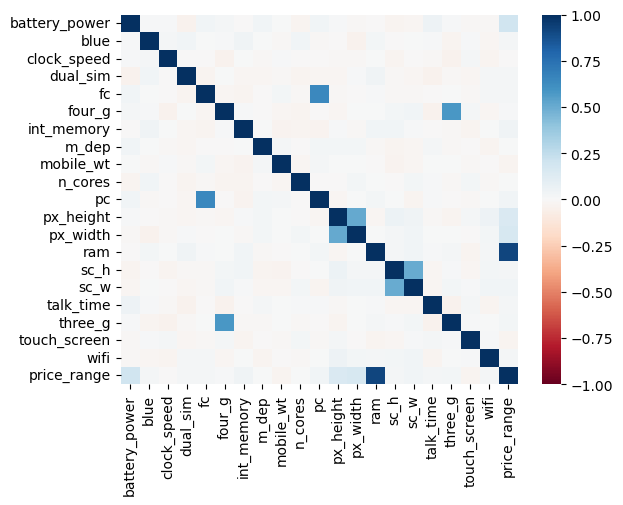 battery_power
blue
clock_speed
dual_sim
fc
four_g
int_memory
m_dep
mobile_wt
n_cores
pc
px_height
px_width
ram
sc_h
sc_w
talk_time
three_g
touch_screen
wifi
price_range
battery_power
blue
clock_speed
dual_sim
fc
four_g
int_memory
m_dep
mobile_wt
n_cores
pc
px_height
px_width
ram
sc_h
sc_w
talk_time
three_g
touch_screen
wifi
price_range
1.00
0.75
0.50
0.25
0.00
−0.25
−0.50
−0.75
−1.00